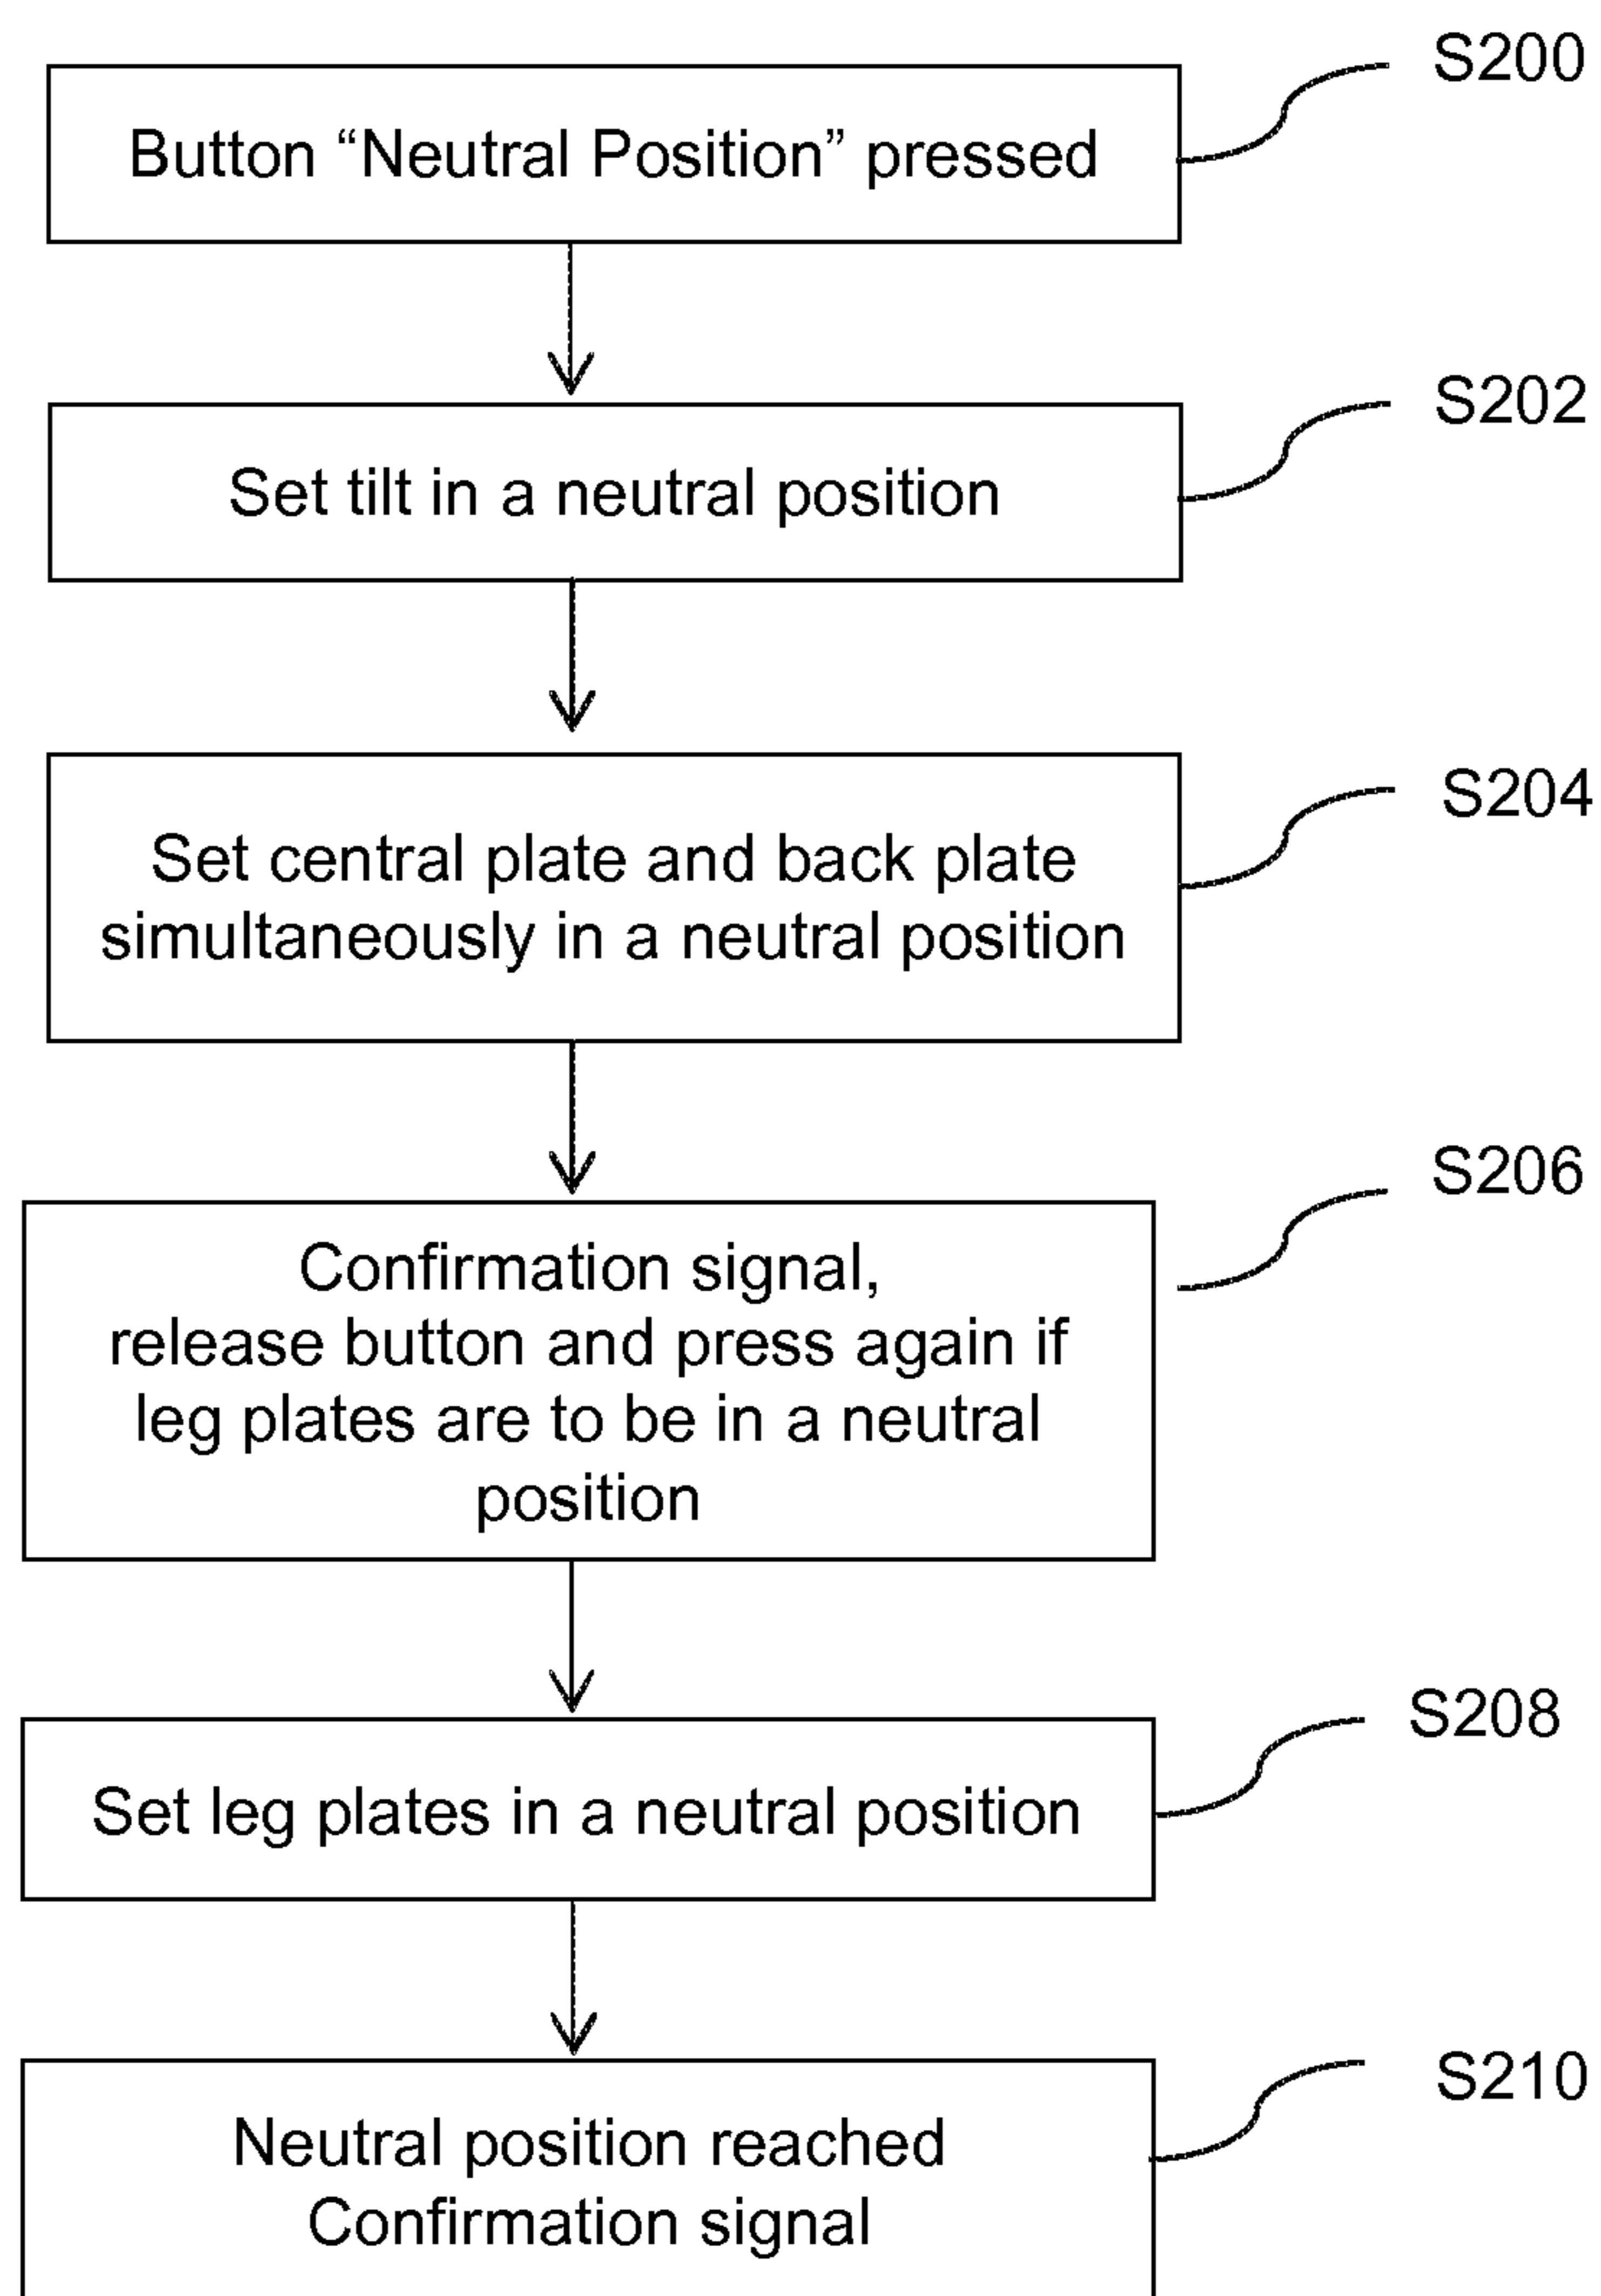 S200
Button “Neutral Position” pressed
S202
Set tilt in a neutral position
S204
Set central plate and back plate
simultaneously in a neutral position
S206
Confirmation signal,
release button and press again if
leg plates are to be in a neutral
position
S208
Set leg plates in a neutral position
S210
Neutral position reached
Confirmation signal